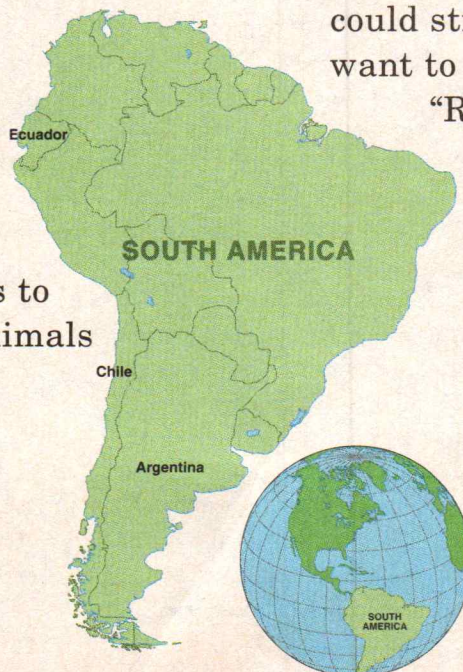 could st
want to
“R
Ecuador
SOUTH AMERICA
s to
imals
Chile
Argentina
SOUTH
AMERICA